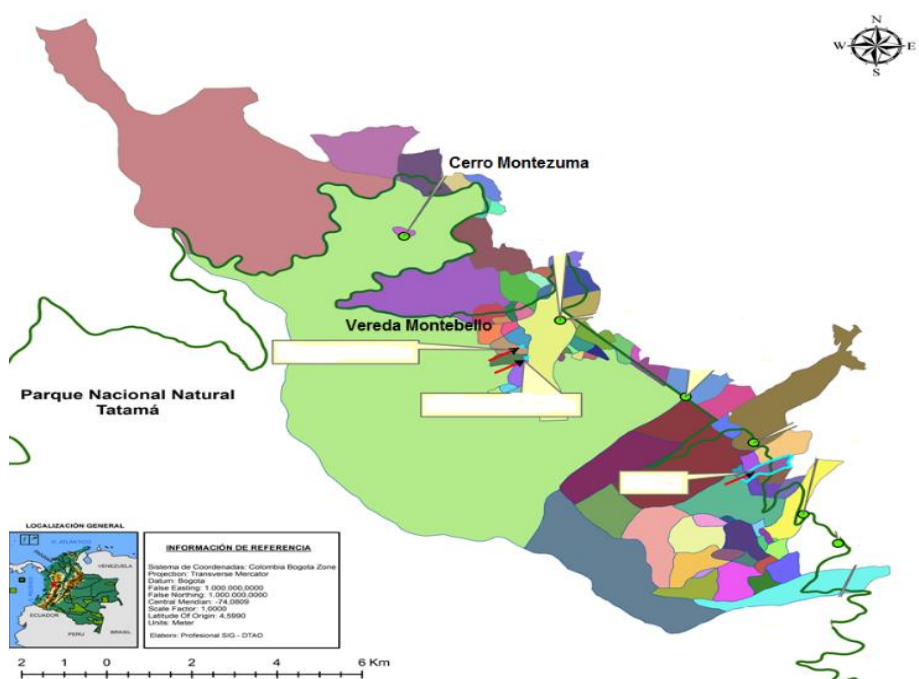 N
W E
S
Cerro Montezuma
Vereda Montebello
Parque Nacional Natural
Tatamá
LOCALIZACIÓN GENERAL
VENEZUELA
ECUADOR
PERU
BRASIL
INFORMACIÓN DE REFERENCIA
Sistema de Coordenadas: Colombia Bogota Zone
Projection: Transverse Mercator
Datum: Bogota
False Easting: 1.000.000,0000
False Northing: 1.000.000,0000
Central Meridian: -74,0809
Scale Factor: 1,0000
Latitude Of Origin: 4,5990
Units: Meter
Elaboro: Profesional SIG - DTAO
2 1 0 2 4 6 Km